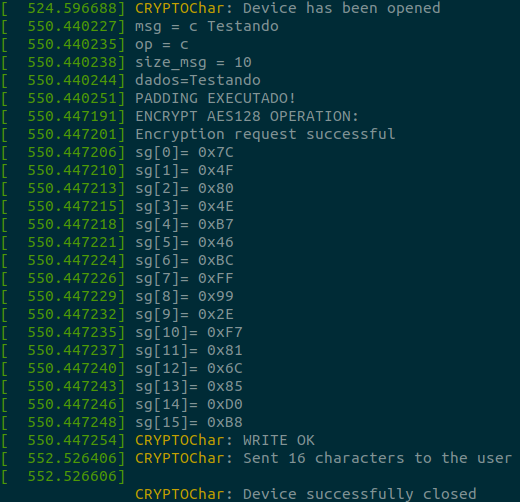 [  524.596688] CRYPTOChar: Device has been opened
[  550.440227] msg = c Testando
[  550.440235] op = c
[  550.440238] size_msg = 10
[  550.440244] dados=Testando
[  550.440251] PADDING EXECUTADO!
[  550.447191] ENCRYPT AES128 OPERATION:
[  550.447201] Encryption request successful
[  550.447206] sg[0]= 0x7C
[  550.447210] sg[1]= 0x4F
[  550.447213] sg[2]= 0x80
[  550.447215] sg[3]= 0x4E
[  550.447218] sg[4]= 0xB7
[  550.447221] sg[5]= 0x46
[  550.447224] sg[6]= 0xBC
[  550.447226] sg[7]= 0xFF
[  550.447229] sg[8]= 0x99
[  550.447232] sg[9]= 0x2E
[  550.447235] sg[10]= 0xF7
[  550.447237] sg[11]= 0x81
[  550.447240] sg[12]= 0x6C
[  550.447243] sg[13]= 0x85
[  550.447246] sg[14]= 0xD0
[  550.447248] sg[15]= 0xB8
[  550.447254] CRYPTOChar: WRITE OK
[  552.526406] CRYPTOChar: Sent 16 characters to the user
[  552.526606]
CRYPTOChar: Device successfully closed